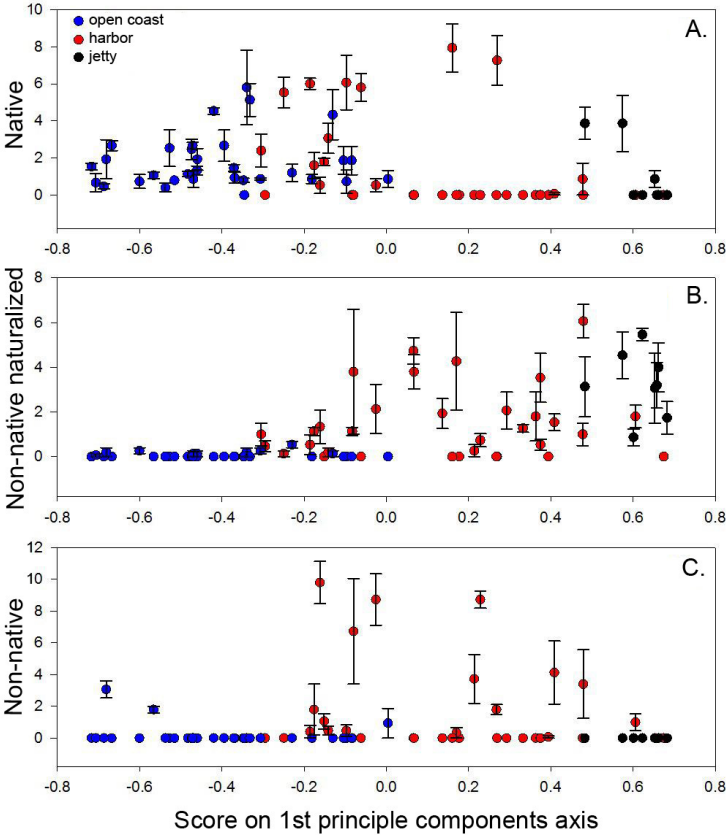 A.
open coast
harbor
jetty
Native
10
8
6
4
2
0
-0.8 -0.6 -0.4 -0.2 0.0 0.2 0.4 0.6 0.8
B.
Non-native naturalized
8
6
4
2
0
-0.8 -0.6 -0.4 -0.2 0.0 0.2 0.4 0.6 0.8
C.
Non-native
12
10
8
6
4
2
0
-0.8 -0.6 -0.4 -0.2 0.0 0.2 0.4 0.6 0.8
Score on 1st principle components axis